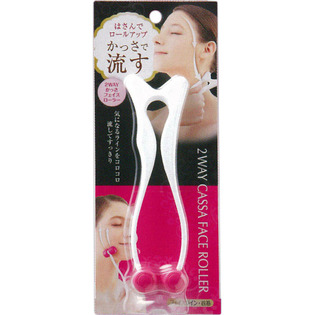 はさんで
ロールアップ
かっさで
流す
2WAY
かっさ
フェイス
ローラー
気になるラインをコロコロ
流してすっきり
2WAY CASSA FACE ROLLER